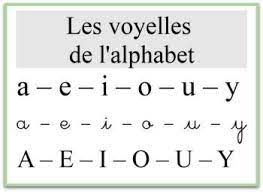 Les voyelles
de l'alphabet
a – e – i – o – u – y
a – e – i – o – u – y
A – E – I – O – U – Y